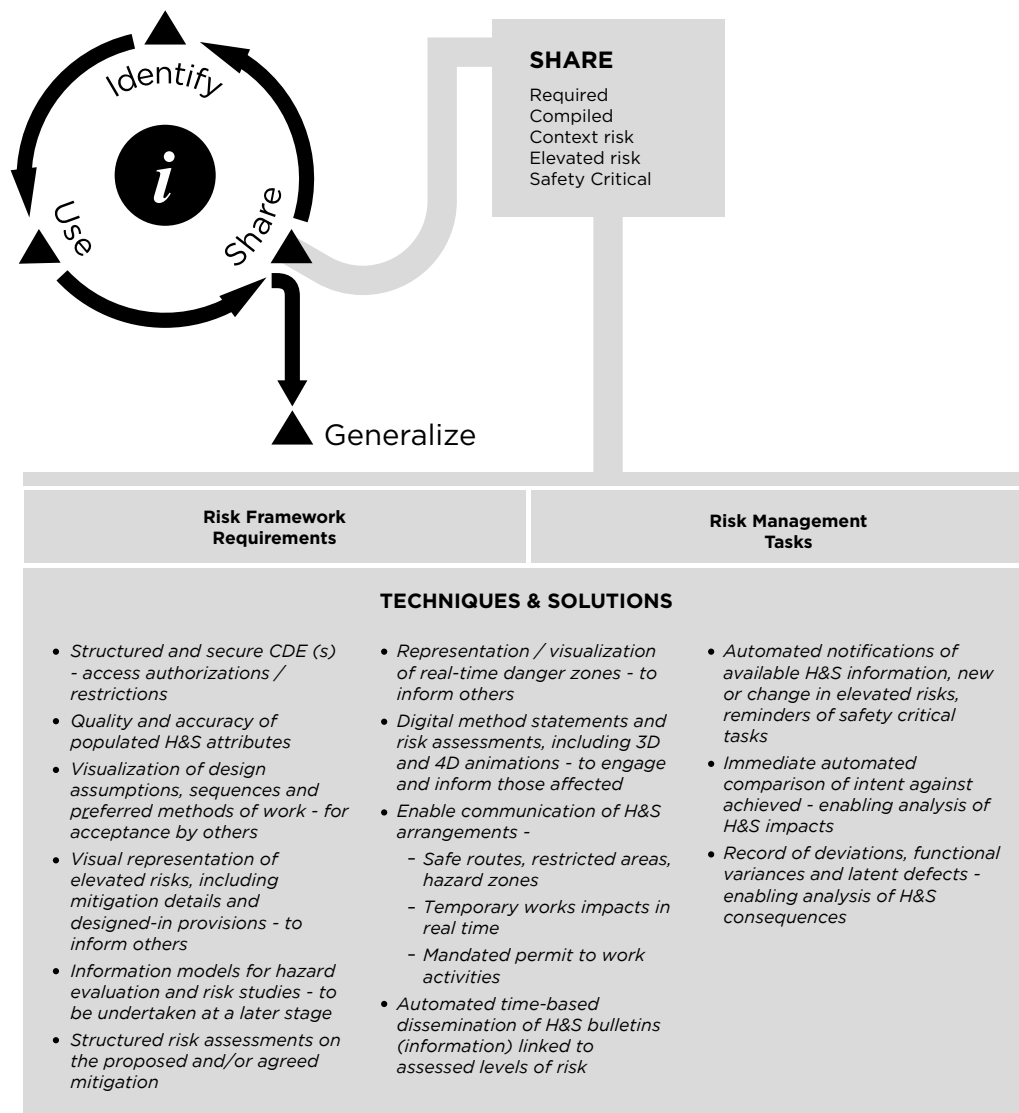 Identify
i
Use
Share
Generalize
SHARE
Required
Compiled
Context risk
Elevated risk
Safety Critical
Risk Framework
Requirements
Risk Management
Tasks
TECHNIQUES & SOLUTIONS
• Structured and secure CDE (s)
- access authorizations /
restrictions
• Quality and accuracy of
populated H&S attributes
• Visualization of design
assumptions, sequences and
preferred methods of work - for
acceptance by others
• Visual representation of
elevated risks, including
mitigation details and
designed-in provisions - to
inform others
• Information models for hazard
evaluation and risk studies - to
be undertaken at a later stage
• Structured risk assessments on
the proposed and/or agreed
mitigation
• Representation / visualization
of real-time danger zones - to
inform others
• Digital method statements and
risk assessments, including 3D
and 4D animations - to engage
and inform those affected
• Enable communication of H&S
arrangements -
– Safe routes, restricted areas,
hazard zones
– Temporary works impacts in
real time
– Mandated permit to work
activities
• Automated time-based
dissemination of H&S bulletins
(information) linked to
assessed levels of risk
• Automated notifications of
available H&S information, new
or change in elevated risks,
reminders of safety critical
tasks
• Immediate automated
comparison of intent against
achieved - enabling analysis of
H&S impacts
• Record of deviations, functional
variances and latent defects -
enabling analysis of H&S
consequences